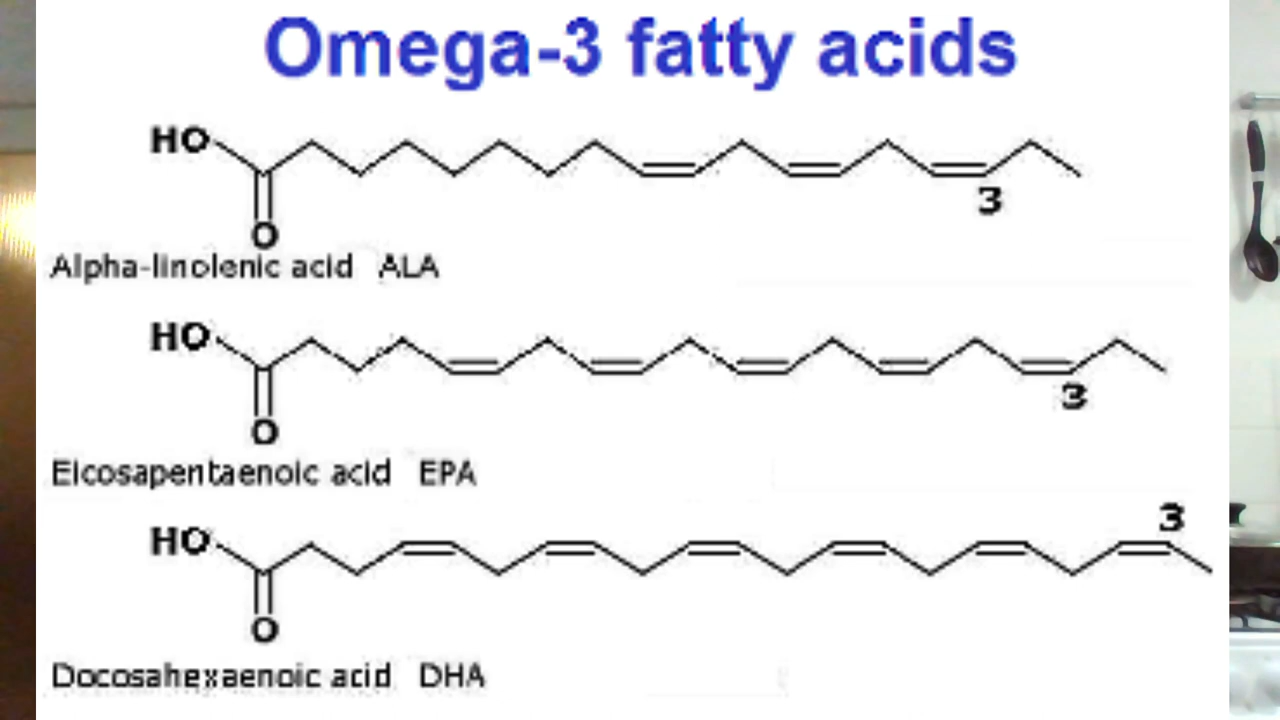 Omega-3 fatty acids
HO
O
3
Alpha-linolenic acid ALA
HO
O
3
Eicosapentaenoic acid EPA
3
HO
O
Docosahexaenoic acid DHA